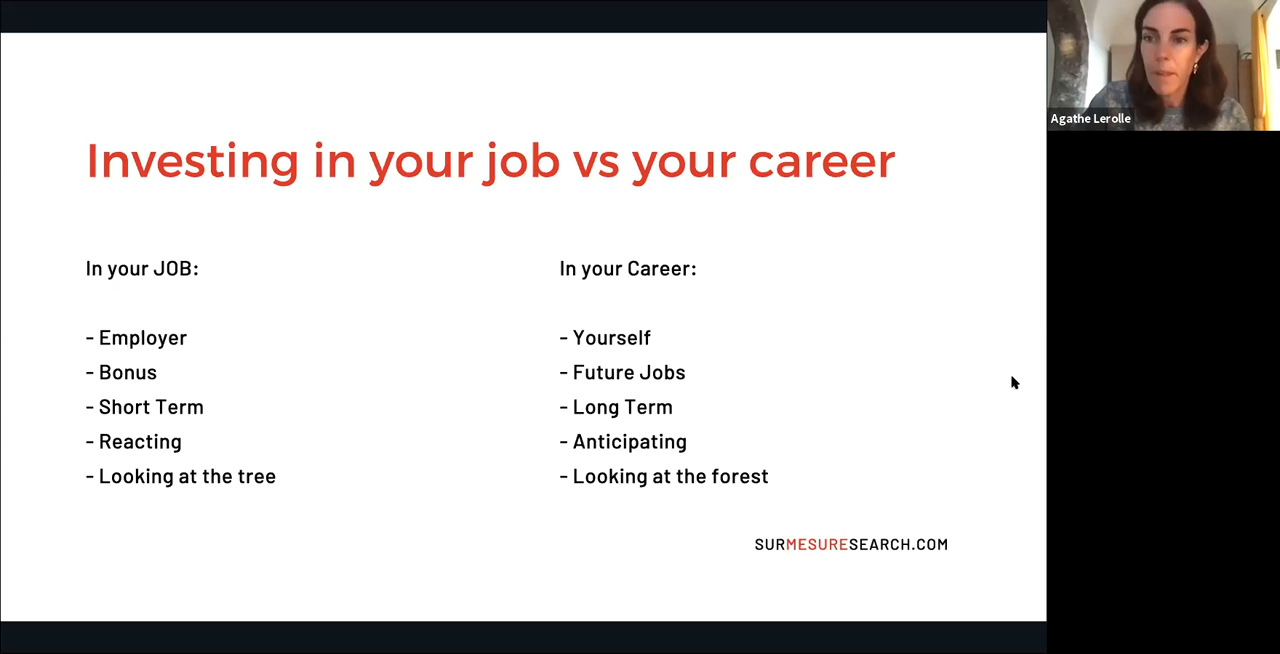 Agathe Lerolle
Investing in your job vs your career
In your JOB:
- Employer
- Bonus
- Short Term
- Reacting
- Looking at the tree
In your Career:
- Yourself
- Future Jobs
- Long Term
- Anticipating
- Looking at the forest
SURMESURESEARCH.COM